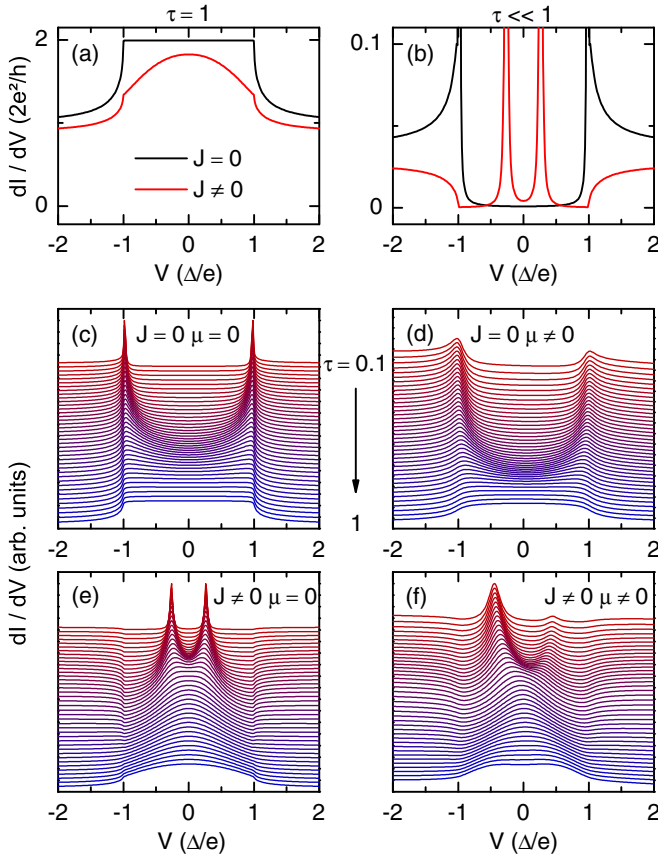 τ = 1
τ << 1
(a)
(b)
2
1
0
0.1
0
dI / dV (2e²/h)
J = 0
J ≠ 0
-2 -1 0 1 2
-2 -1 0 1 2
V (Δ/e)
V (Δ/e)
(c) J = 0 μ = 0
(d) J = 0 μ ≠ 0
τ = 0.1
1
-2 -1 0 1 2
-2 -1 0 1 2
dI / dV (arb. units)
(e) J ≠ 0 μ = 0
(f) J ≠ 0 μ ≠ 0
-2 -1 0 1 2
-2 -1 0 1 2
V (Δ/e)
V (Δ/e)